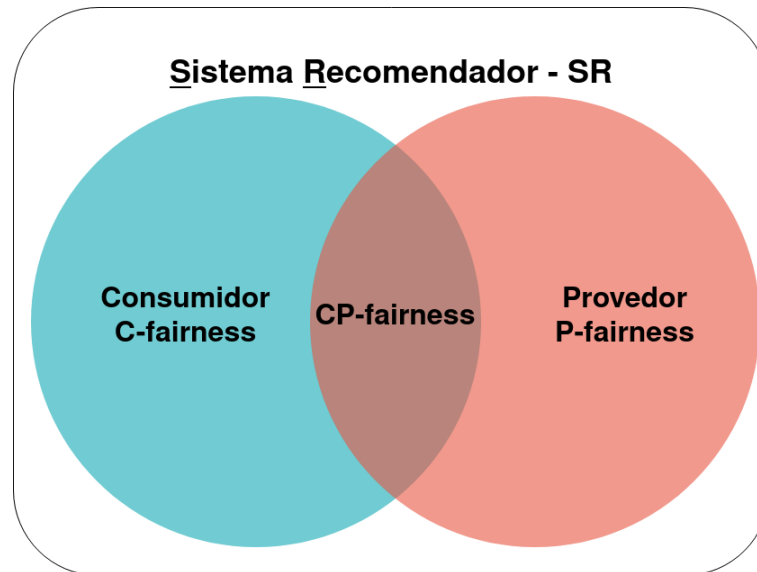 Sistema Recomendador - SR
Consumidor
C-fairness
CP-fairness
Provedor
P-fairness